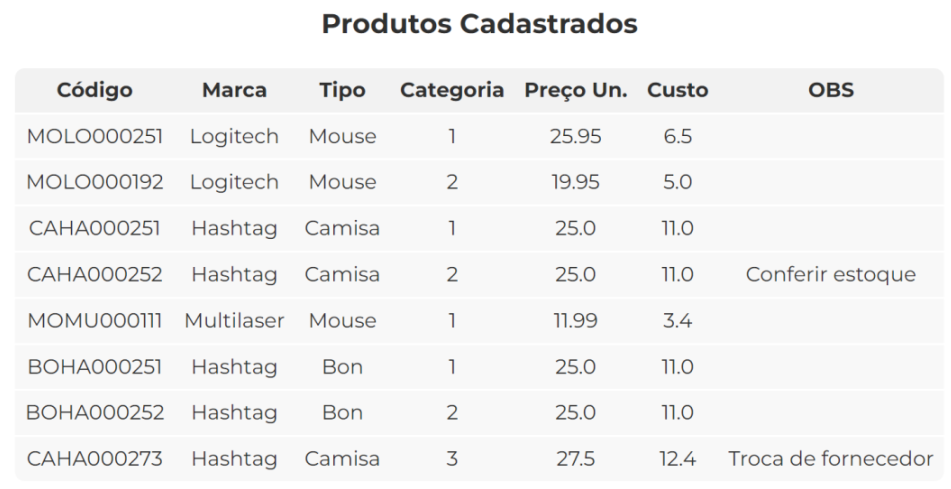 Produtos Cadastrados
Código Marca Tipo Categoria Preço Un. Custo OBS
MOLO000251 Logitech Mouse 1 25.95 6.5
MOLO000192 Logitech Mouse 2 19.95 5.0
CAHA000251 Hashtag Camisa 1 25.0 11.0
CAHA000252 Hashtag Camisa 2 25.0 11.0 Conferir estoque
MOMU000111 Multilaser Mouse 1 11.99 3.4
BOHA000251 Hashtag Bon 1 25.0 11.0
BOHA000252 Hashtag Bon 2 25.0 11.0
CAHA000273 Hashtag Camisa 3 27.5 12.4 Troca de fornecedor